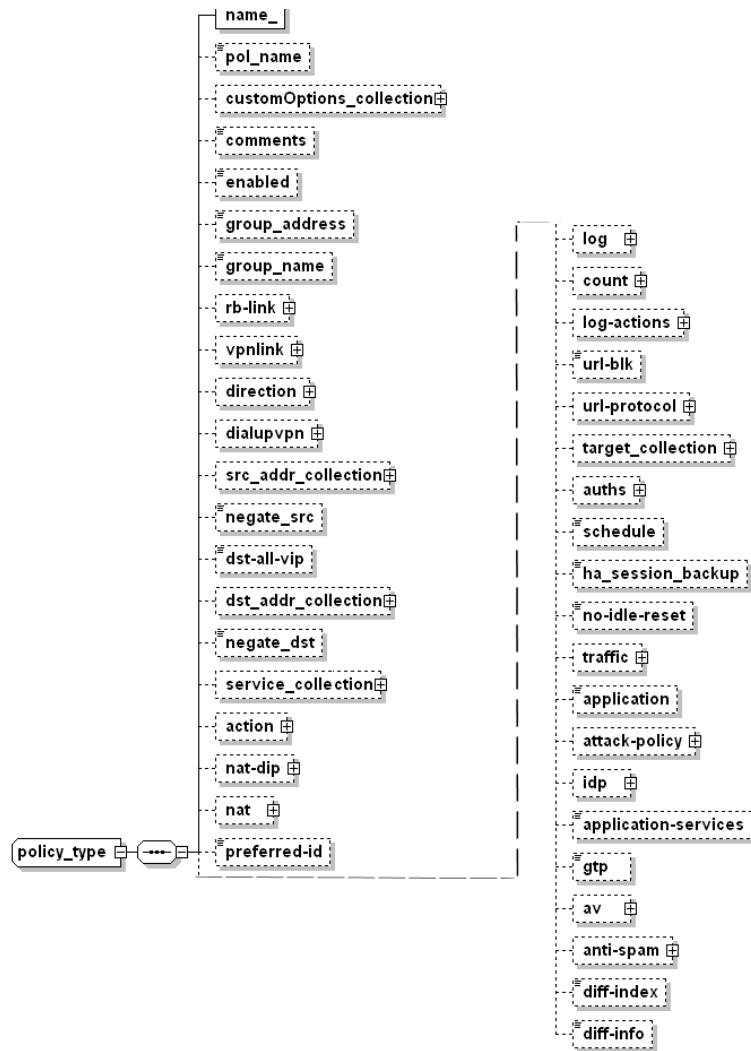 name_
pol_name
customOptions_collection
comments
enabled
group_address
group_name
rb-link
vpnlink
direction
dialupvpn
src_addr_collection
negate_src
dst-all-vip
dst_addr_collection
negate_dst
service_collection
action
nat-dip
nat
policy_type
preferred-id
log
count
log-actions
url-blk
url-protocol
target_collection
auths
schedule
ha_session_backup
no-idle-reset
traffic
application
attack-policy
idp
application-services
gtp
av
anti-spam
diff-index
diff-info